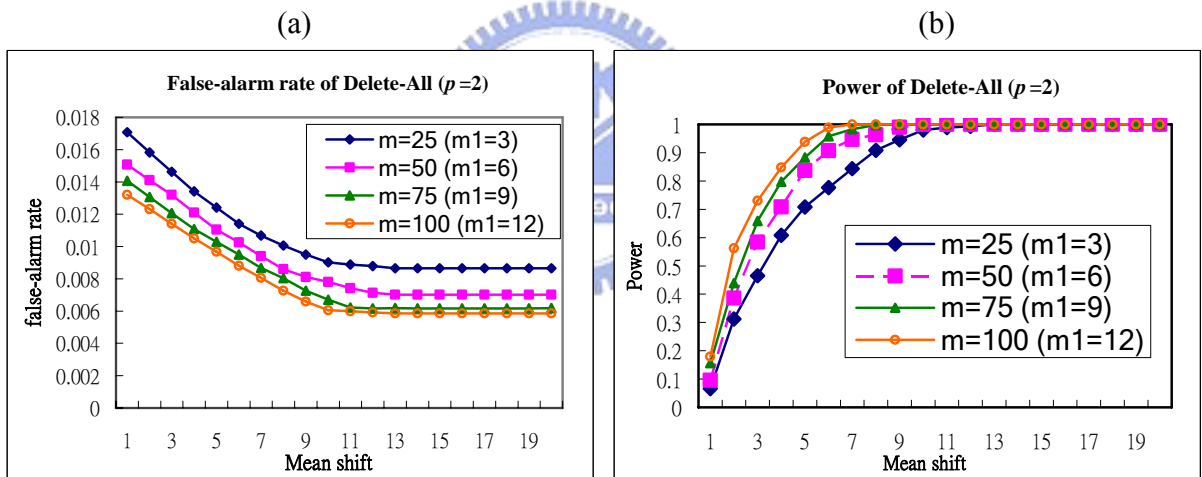 (a)
False-alarm rate of Delete-All (p=2)
0.018
0.016
0.014
0.012
0.01
0.008
0.006
0.004
0.002
0
false-alarm rate
m=25 (m1=3)
m=50 (m1=6)
m=75 (m1=9)
m=100 (m1=12)
1 3 5 7 9 11 13 15 17 19
Mean shift
(b)
Power of Delete-All (p=2)
1
0.9
0.8
0.7
0.6
0.5
0.4
0.3
0.2
0.1
0
Power
m=25 (m1=3)
m=50 (m1=6)
m=75 (m1=9)
m=100 (m1=12)
1 3 5 7 9 11 13 15 17 19
Mean shift